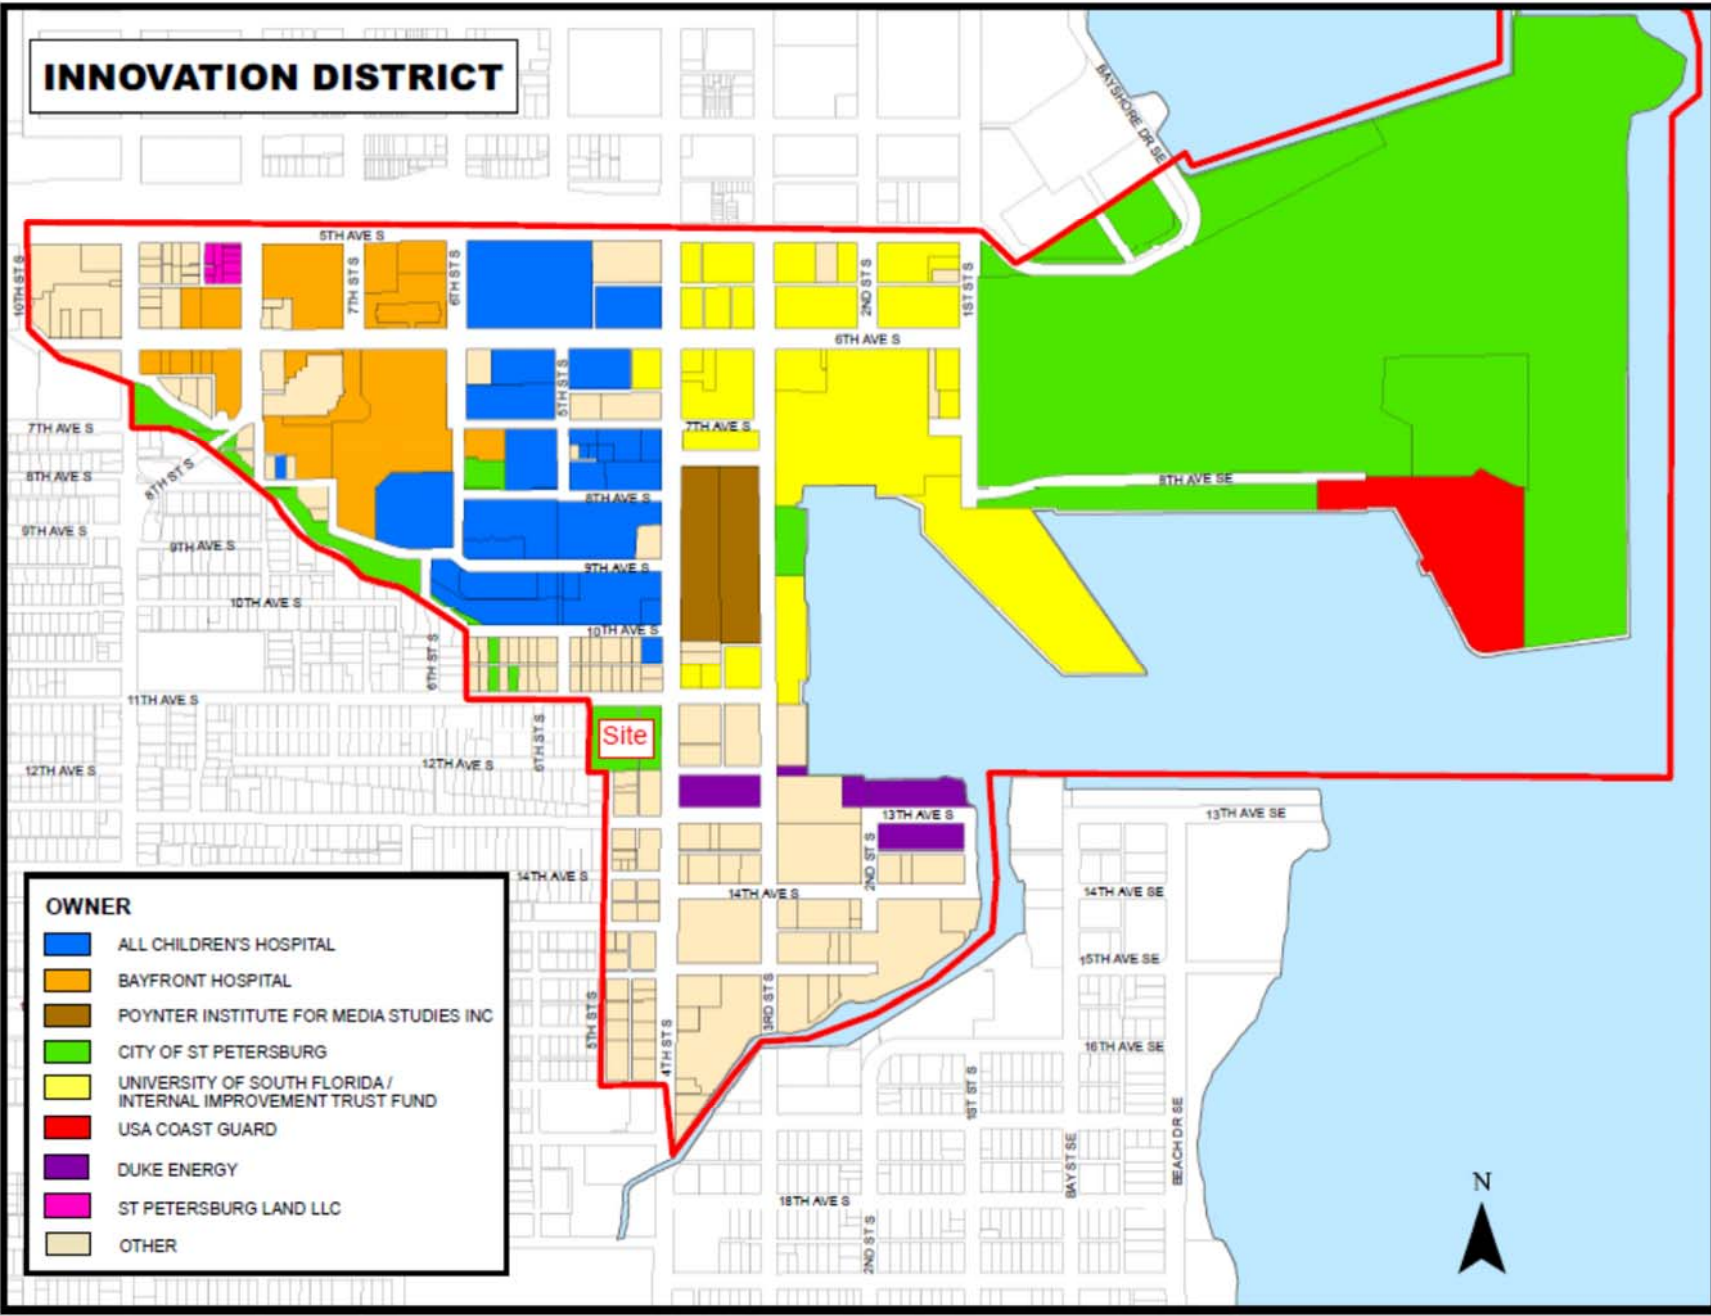 INNOVATION DISTRICT
BAYSHORE DR SE
5TH AVE S
10TH ST S
7TH ST S
6TH ST S
2ND ST S
1ST ST S
6TH AVE S
5TH ST S
7TH AVE S
7TH AVE S
8TH AVE S
8TH ST S
8TH AVE S
8TH AVE SE
9TH AVE S
9TH AVE S
9TH AVE S
10TH AVE S
10TH AVE S
6TH ST S
11TH AVE S
Site
5TH ST S
12TH AVE S
12TH AVE S
13TH AVE S
13TH AVE SE
2ND ST S
14TH AVE S
14TH AVE S
14TH AVE SE
15TH AVE SE
3RD ST S
5TH ST S
4TH ST S
16TH AVE SE
1ST ST S
BAY ST SE
BEACH DR SE
18TH AVE S
2ND ST S
N
OWNER
ALL CHILDREN'S HOSPITAL
BAYFRONT HOSPITAL
POYNTER INSTITUTE FOR MEDIA STUDIES INC
CITY OF ST PETERSBURG
UNIVERSITY OF SOUTH FLORIDA /
INTERNAL IMPROVEMENT TRUST FUND
USA COAST GUARD
DUKE ENERGY
ST PETERSBURG LAND LLC
OTHER